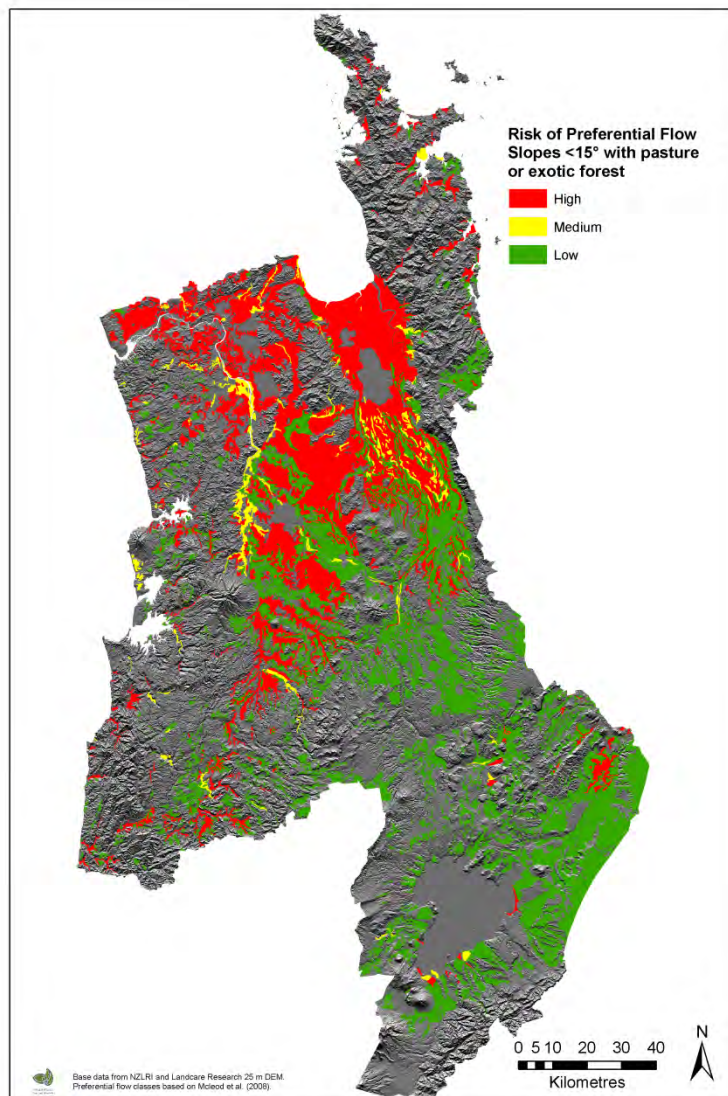 Risk of Preferential Flow
Slopes <15° with pasture
or exotic forest
High
Medium
Low
N
0 5 10 20 30 40
Kilometres
Base data from NZLRI and Landcare Research 25 m DEM.
Preferential flow classes based on Mcleod et al. (2008).